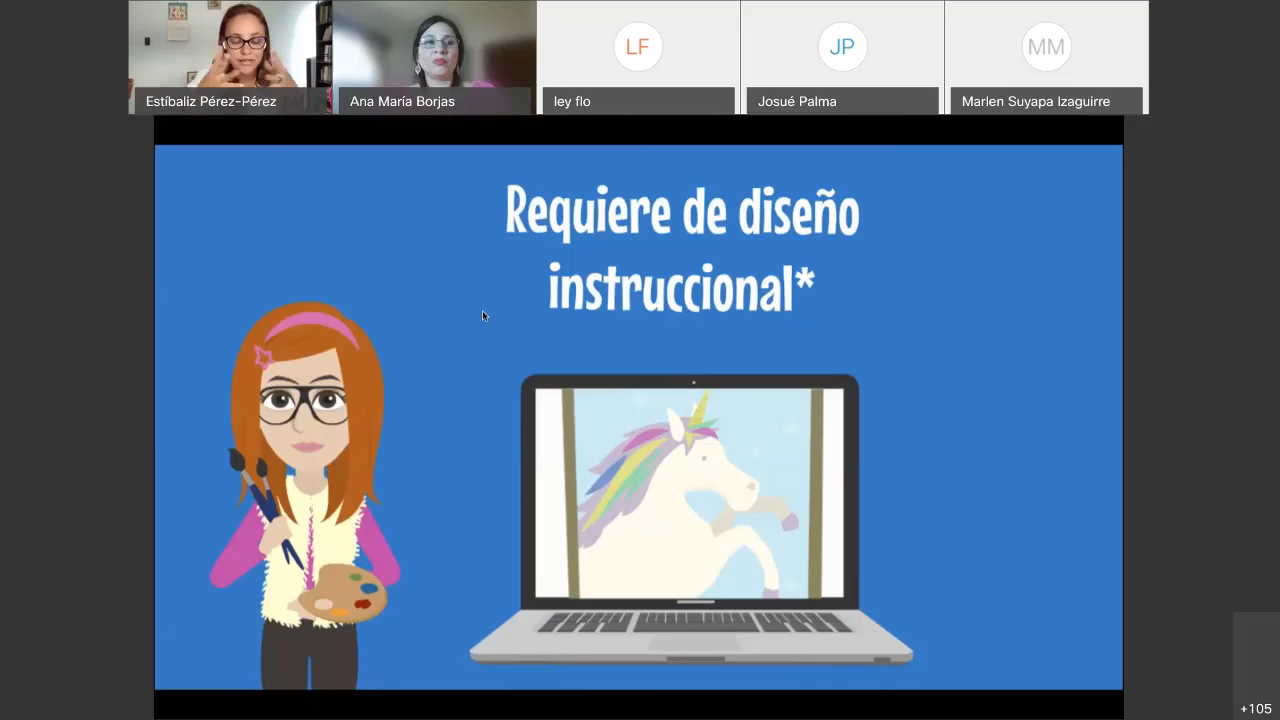 LF
JP
MM
Estíbaliz Pérez-Pérez
Ana María Borjas
ley flo
Josué Palma
Marlen Suyapa Izaguirre
Requiere de diseño
instruccional*
+105